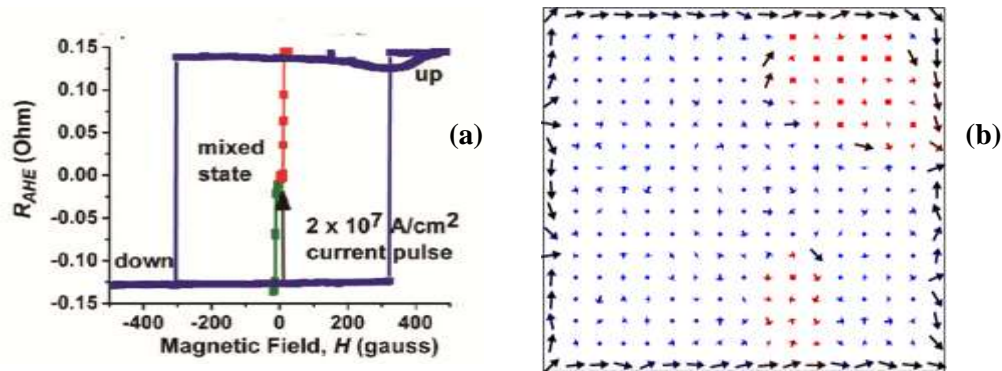 0.15
0.10
0.05
0.00
-0.05
-0.10
-0.15
R_AHE (Ohm)
up
(a)
mixed
state
2 x 10^7 A/cm^2
current pulse
down
-400 -200 0 200 400
Magnetic Field, H (gauss)
(b)